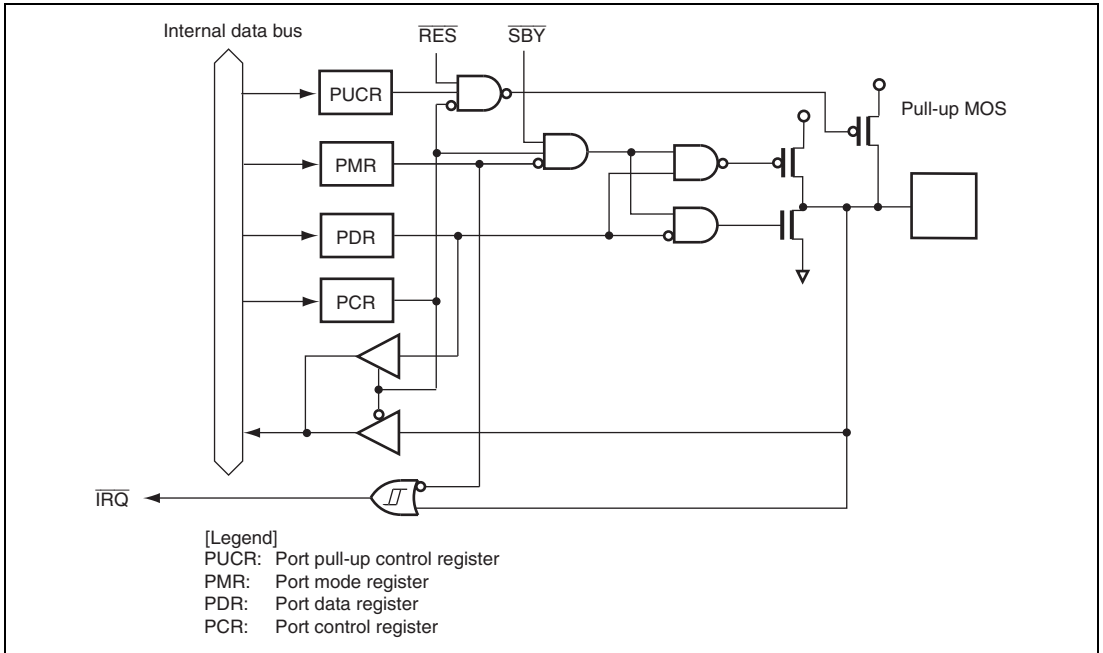 Internal data bus
RES
SBY
PUCR
Pull-up MOS
PMR
PDR
PCR
IRQ
[Legend]
PUCR: Port pull-up control register
PMR: Port mode register
PDR: Port data register
PCR: Port control register